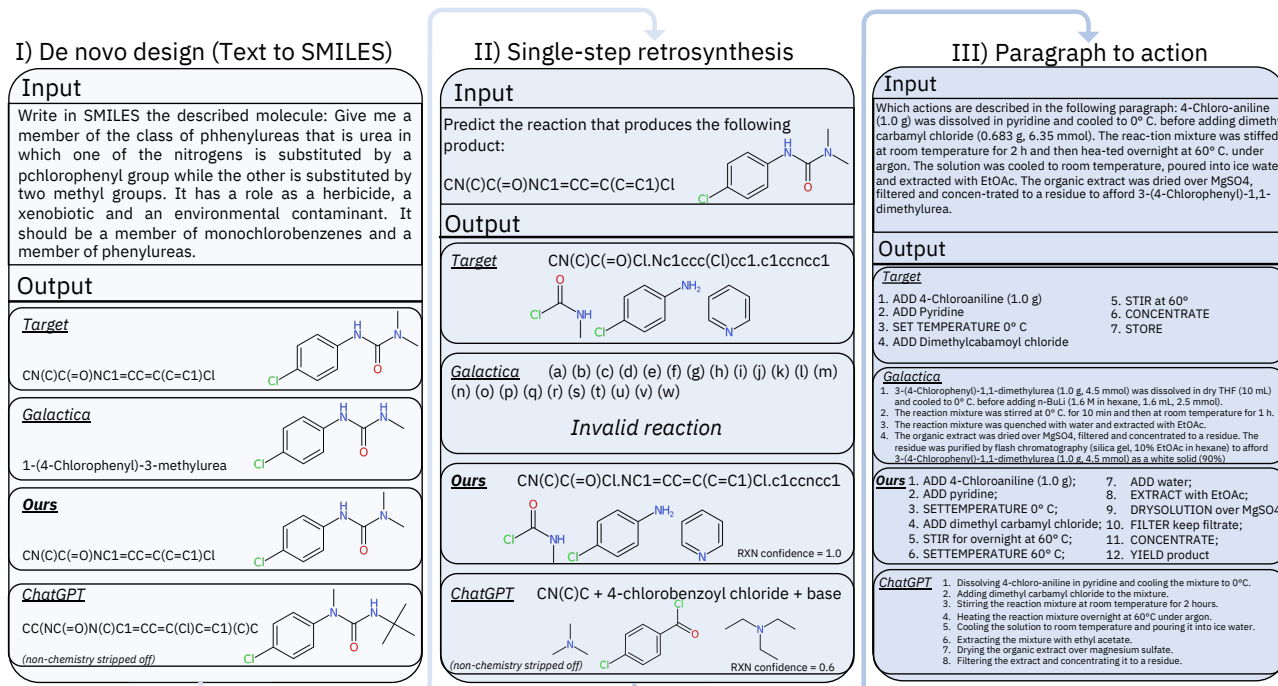 I) De novo design (Text to SMILES)
Input
Write in SMILES the described molecule: Give me a
member of the class of phhenylureas that is urea in
which one of the nitrogens is substituted by a
pchlorophenyl group while the other is substituted by
two methyl groups. It has a role as a herbicide, a
xenobiotic and an environmental contaminant. It
should be a member of monochlorobenzenes and a
member of phenylureas.
Output
Target
H
N
N
O
Cl
CN(C)C(=O)NC1=CC=C(C=C1)Cl
Galactica
H
N
H
N
O
Cl
1-(4-Chlorophenyl)-3-methylurea
Ours
H
N
N
O
Cl
CN(C)C(=O)NC1=CC=C(C=C1)Cl
ChatGPT
N
H
N
O
Cl
CC(NC(=O)N(C)C1=CC=C(Cl)C=C1)(C)C
(non-chemistry stripped off)
II) Single-step retrosynthesis
Input
Predict the reaction that produces the following
product:
H
N
N
O
Cl
CN(C)C(=O)NC1=CC=C(C=C1)Cl
Output
Target
CN(C)C(=O)Cl.Nc1ccc(Cl)cc1.c1ccncc1
O
Cl
NH
NH2
Cl
N
Galactica (a) (b) (c) (d) (e) (f) (g) (h) (i) (j) (k) (l) (m)
(n) (o) (p) (q) (r) (s) (t) (u) (v) (w)
Invalid reaction
Ours CN(C)C(=O)Cl.NC1=CC=C(C=C1)Cl.c1ccncc1
O
Cl
NH
NH2
Cl
N
RXN confidence = 1.0
ChatGPT CN(C)C + 4-chlorobenzoyl chloride + base
N
Cl
O
Cl
N
(non-chemistry stripped off)
RXN confidence = 0.6
III) Paragraph to action
Input
Which actions are described in the following paragraph: 4-Chloro-aniline
(1.0 g) was dissolved in pyridine and cooled to 0° C. before adding dimethy
carbamyl chloride (0.683 g, 6.35 mmol). The reac-tion mixture was stiffed
at room temperature for 2 h and then hea-ted overnight at 60° C. under
argon. The solution was cooled to room temperature, poured into ice water
and extracted with EtOAc. The organic extract was dried over MgSO4,
filtered and concen-trated to a residue to afford 3-(4-Chlorophenyl)-1,1-
dimethylurea.
Output
Target
1. ADD 4-Chloroaniline (1.0 g)
2. ADD Pyridine
3. SET TEMPERATURE 0° C
4. ADD Dimethylcabamoyl chloride
5. STIR at 60°
6. CONCENTRATE
7. STORE
Galactica
1. 3-(4-Chlorophenyl)-1,1-dimethylurea (1.0 g, 4.5 mmol) was dissolved in dry THF (10 mL)
and cooled to 0° C. before adding n-BuLi (1.6 M in hexane, 1.6 mL, 2.5 mmol).
2. The reaction mixture was stirred at 0° C. for 10 min and then at room temperature for 1 h.
3. The reaction mixture was quenched with water and extracted with EtOAc.
4. The organic extract was dried over MgSO4, filtered and concentrated to a residue. The
residue was purified by flash chromatography (silica gel, 10% EtOAc in hexane) to afford
3-(4-Chlorophenyl)-1,1-dimethylurea (1.0 g, 4.5 mmol) as a white solid (90%)
Ours
1. ADD 4-Chloroaniline (1.0 g);
2. ADD pyridine;
3. SETTEMPERATURE 0° C;
4. ADD dimethyl carbamyl chloride;
5. STIR for overnight at 60° C;
6. SETTEMPERATURE 60° C;
7. ADD water;
8. EXTRACT with EtOAc;
9. DRYSOLUTION over MgSO4
10. FILTER keep filtrate;
11. CONCENTRATE;
12. YIELD product
ChatGPT
1. Dissolving 4-chloro-aniline in pyridine and cooling the mixture to 0°C.
2. Adding dimethyl carbamyl chloride to the mixture.
3. Stirring the reaction mixture at room temperature for 2 hours.
4. Heating the reaction mixture overnight at 60°C under argon.
5. Cooling the solution to room temperature and pouring it into ice water.
6. Extracting the mixture with ethyl acetate.
7. Drying the organic extract over magnesium sulfate.
8. Filtering the extract and concentrating it to a residue.